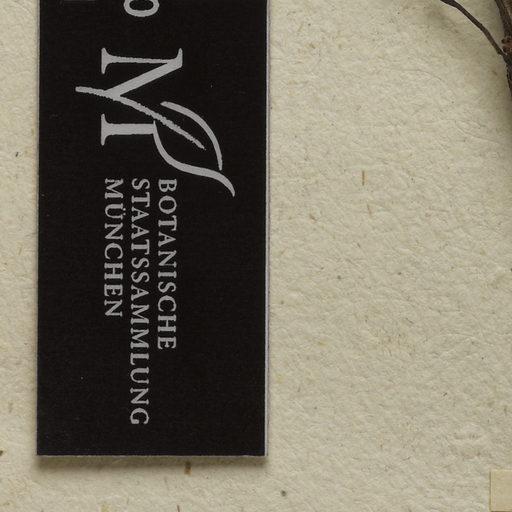 M
BOTANISCHE
STAATSSAMMLUNG
MÜNCHEN